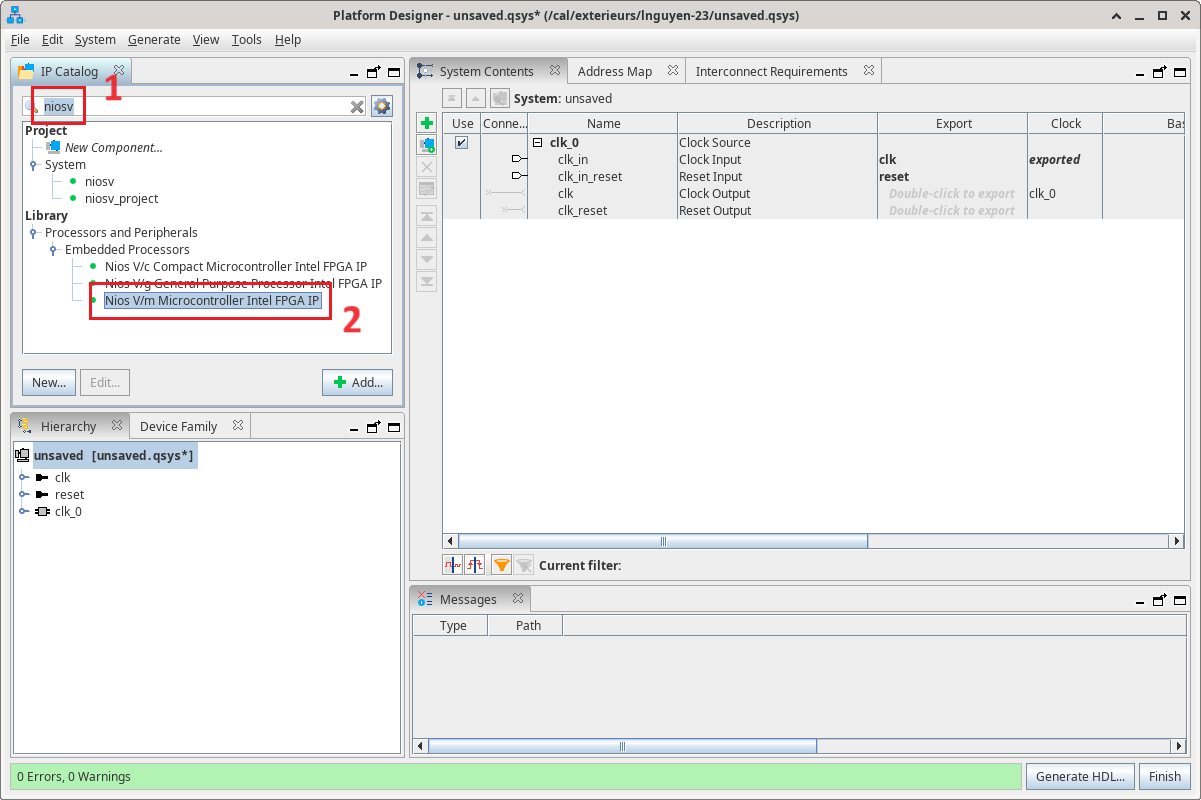 Platform Designer - unsaved.qsys* (/cal/exterieurs/lnguyen-23/unsaved.qsys)
File Edit System Generate View Tools Help
IP Catalog
1
niosv
Project
New Component...
System
niosv
niosv_project
Library
Processors and Peripherals
Embedded Processors
Nios V/c Compact Microcontroller Intel FPGA IP
Nios V/g General Purpose Processor Intel FPGA IP
Nios V/m Microcontroller Intel FPGA IP
2
New... Edit... Add...
Hierarchy Device Family
unsaved [unsaved.qsys*]
clk
reset
clk_0
System Contents Address Map Interconnect Requirements
System: unsaved
Use Conne... Name Description Export Clock Bas
clk_0 Clock Source
clk_in Clock Input clk exported
clk_in_reset Reset Input reset
clk Clock Output Double-click to export clk_0
clk_reset Reset Output Double-click to export
Current filter:
Messages
Type Path
0 Errors, 0 Warnings
Generate HDL... Finish